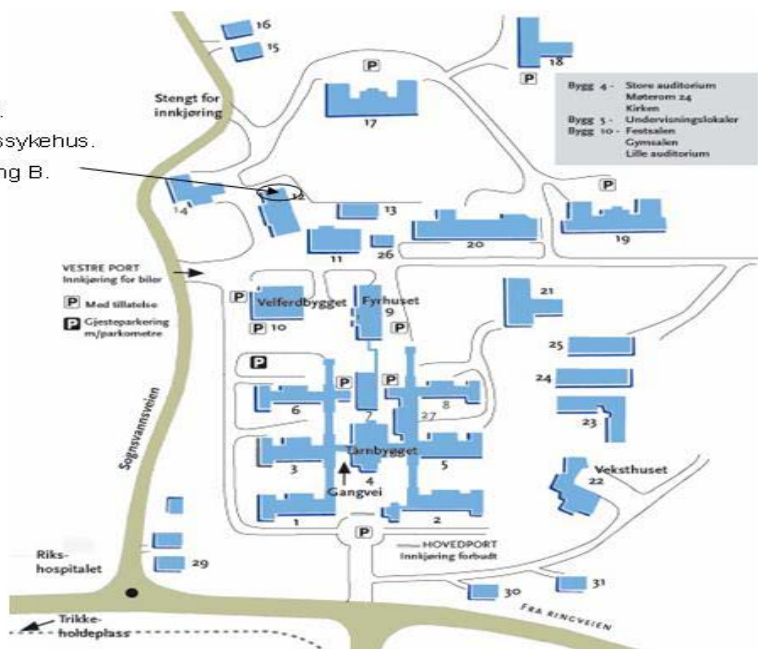 16
15
18
P
P
Bygg 4 - Store auditorium
Møterom 24
Kirken
Bygg 5 - Undervisningslokaler
Bygg 10 - Festsalen
Gymsalen
Lille auditorium
Stengt for
innkjøring
17
ssykehus.
ng B.
P
12
14
13
11
26
20
19
VESTRE PORT
Innkjøring for biler
P Med tillatelse
P Gjesteparkering
m/parkometre
P
Velferdbygget
P 10
Fyrhuset
9
P
21
25
24
23
P
P
P
6
7
8
27
Sognsvannsveien
Tårnbygget
3
4
5
Gangvei
Veksthuset
22
1
2
P
HOVEDPORT
Innkjøring forbudt
Riks-
hospitalet
29
30
31
FRA RINGVEIEN
Trikke-
holdeplass